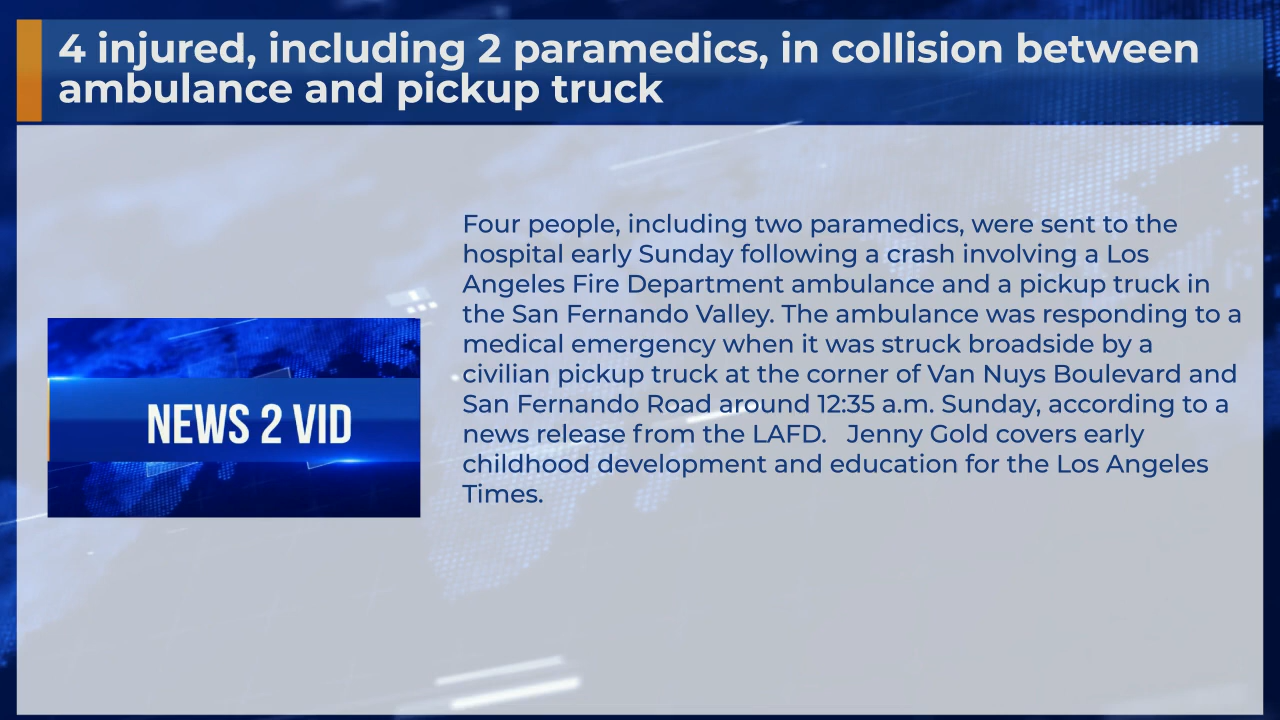 4 injured, including 2 paramedics, in collision between
ambulance and pickup truck
NEWS 2 VID
Four people, including two paramedics, were sent to the
hospital early Sunday following a crash involving a Los
Angeles Fire Department ambulance and a pickup truck in
the San Fernando Valley. The ambulance was responding to a
medical emergency when it was struck broadside by a
civilian pickup truck at the corner of Van Nuys Boulevard and
San Fernando Road around 12:35 a.m. Sunday, according to a
news release from the LAFD.   Jenny Gold covers early
childhood development and education for the Los Angeles
Times.